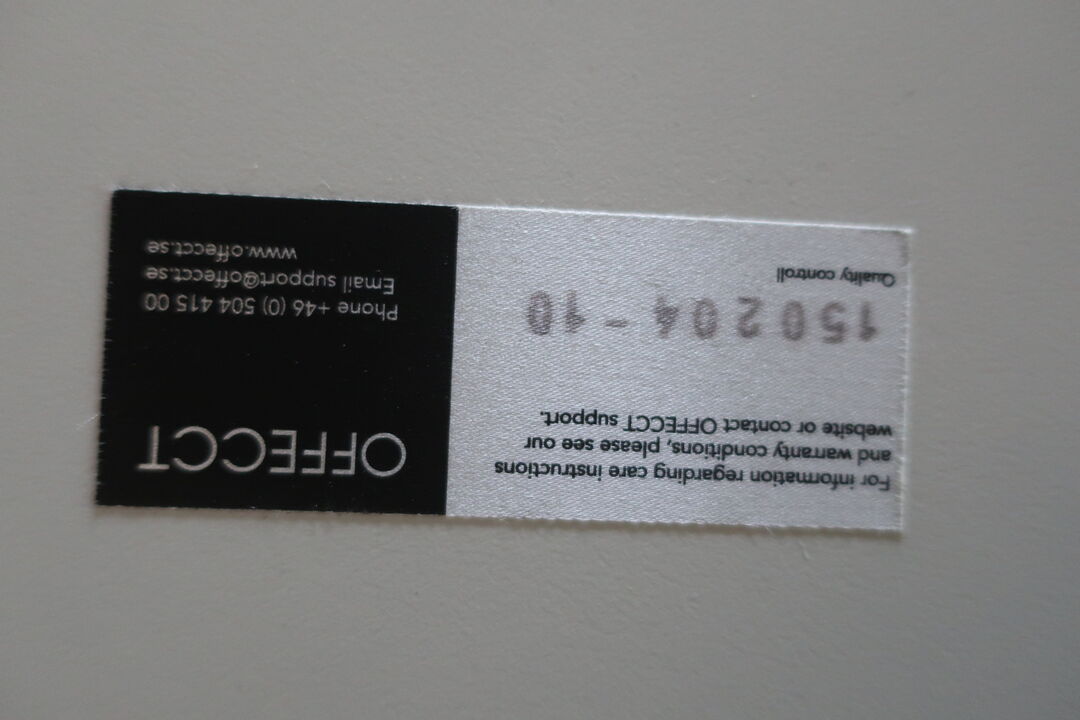 For information regarding care instructions
and warranty conditions, please see our
website or contact OFFECCT support.
150204-10
Quality controll
OFFECCT
Phone +46 (0) 504 415 00
Email support@offecct.se
www.offecct.se